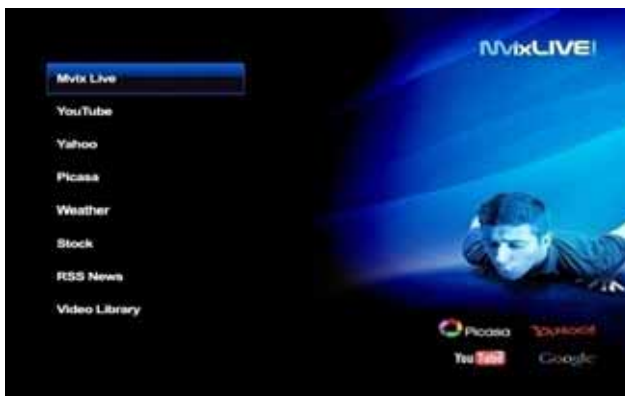 MvixLIVE!
Mvix Live
YouTube
Yahoo
Picasa
Weather
Stock
RSS News
Video Library
Picasa
YAHOO!
YouTube
Google